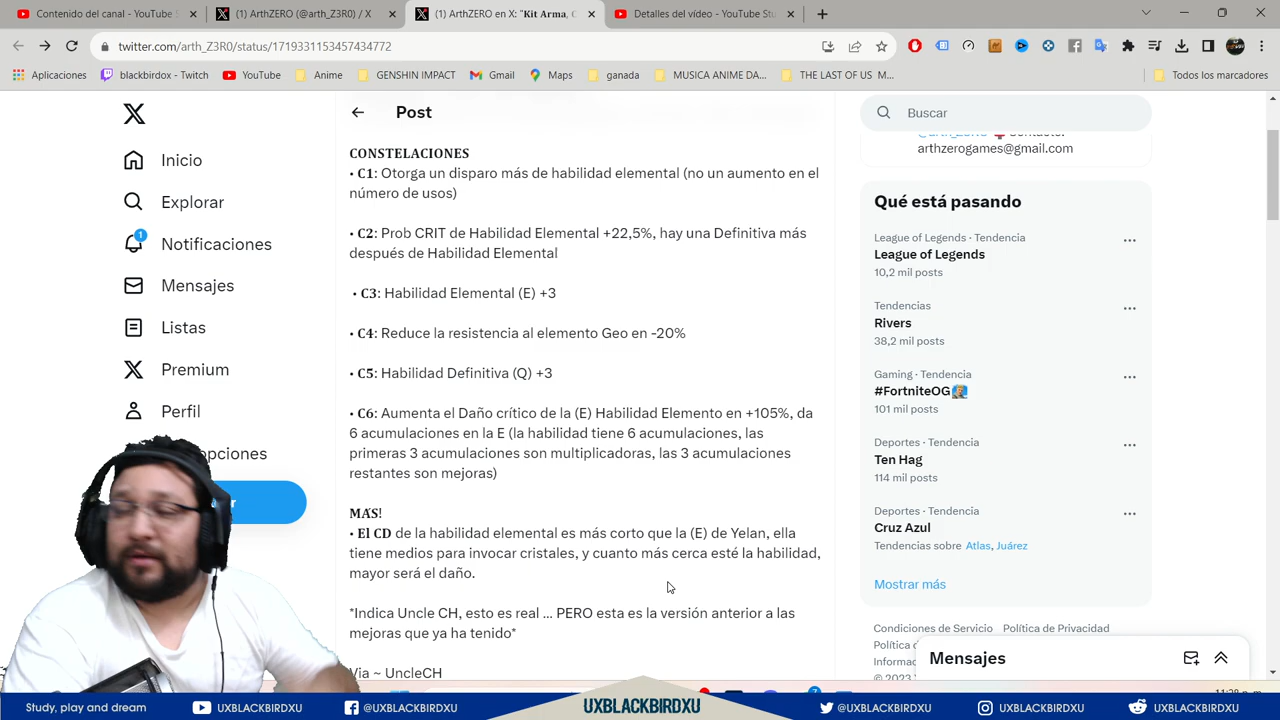 Contenido del canal - YouTube
(1) ArthZERO (@arth_Z3R0) / X
(1) ArthZERO en X: "Kit Arma,
Detalles del vídeo - YouTube Stu
twitter.com/arth_Z3R0/status/1719331153457434772
Aplicaciones
blackbirdox - Twitch
YouTube
Anime
GENSHIN IMPACT
Gmail
Maps
ganada
MUSICA ANIME DA...
THE LAST OF US M...
Todos los marcadores
Post
Buscar
Inicio
Explorar
1
Notificaciones
Mensajes
Listas
Premium
Perfil
opciones
CONSTELACIONES
• C1: Otorga un disparo más de habilidad elemental (no un aumento en el
número de usos)
• C2: Prob CRIT de Habilidad Elemental +22,5%, hay una Definitiva más
después de Habilidad Elemental
• C3: Habilidad Elemental (E) +3
• C4: Reduce la resistencia al elemento Geo en -20%
• C5: Habilidad Definitiva (Q) +3
• C6: Aumenta el Daño crítico de la (E) Habilidad Elemento en +105%, da
6 acumulaciones en la E (la habilidad tiene 6 acumulaciones, las
primeras 3 acumulaciones son multiplicadoras, las 3 acumulaciones
restantes son mejoras)
MÁS!
• El CD de la habilidad elemental es más corto que la (E) de Yelan, ella
tiene medios para invocar cristales, y cuanto más cerca esté la habilidad,
mayor será el daño.
*Indica Uncle CH, esto es real ... PERO esta es la versión anterior a las
mejoras que ya ha tenido*
Via ~ UncleCH
arthzerogames@gmail.com
Qué está pasando
League of Legends · Tendencia
League of Legends
10,2 mil posts
Tendencias
Rivers
38,2 mil posts
Gaming · Tendencia
#FortniteOG
101 mil posts
Deportes · Tendencia
Ten Hag
114 mil posts
Deportes · Tendencia
Cruz Azul
Tendencias sobre Atlas, Juárez
Mostrar más
Condiciones de Servicio Política de Privacidad
Mensajes
Study, play and dream
UXBLACKBIRDXU
@UXBLACKBIRDXU
UXBLACKBIRDXU
@UXBLACKBIRDXU
UXBLACKBIRDXU
UXBLACKBIRDXU